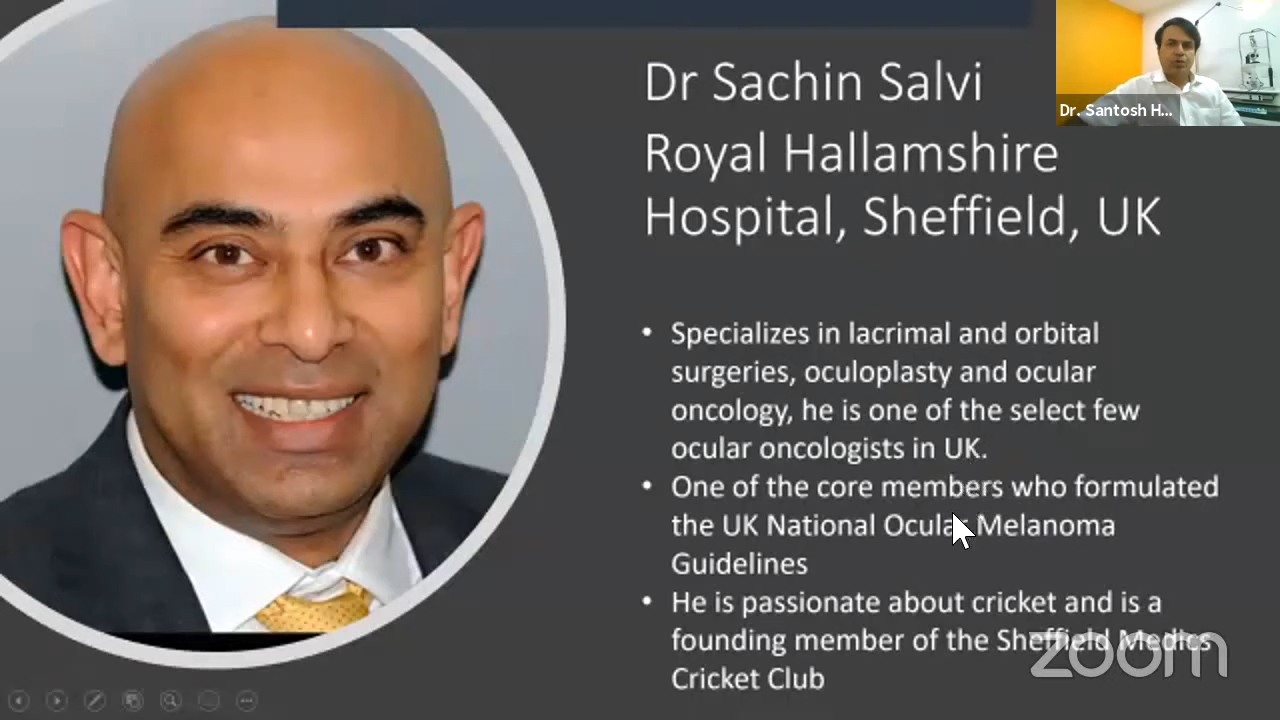 Dr Sachin Salvi
Royal Hallamshire
Hospital, Sheffield, UK
Dr. Santosh H...
• Specializes in lacrimal and orbital
surgeries, oculoplasty and ocular
oncology, he is one of the select few
ocular oncologists in UK.
• One of the core members who formulated
the UK National Ocular Melanoma
Guidelines
• He is passionate about cricket and is a
founding member of the Sheffield Medics
Cricket Club
zoom